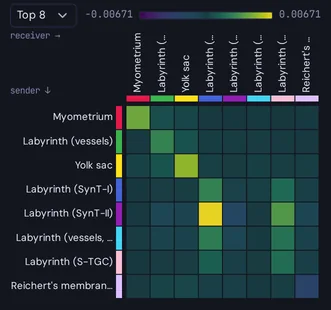 Top 8
-0.00671
0.00671
receiver →
sender ↓
Myometrium
Labyrinth (…
Yolk sac
Labyrinth (…
Labyrinth (…
Labyrinth (…
Labyrinth (…
Reichert's …
Myometrium
Labyrinth (vessels)
Yolk sac
Labyrinth (SynT-I)
Labyrinth (SynT-II)
Labyrinth (vessels, …
Labyrinth (S-TGC)
Reichert's membran…